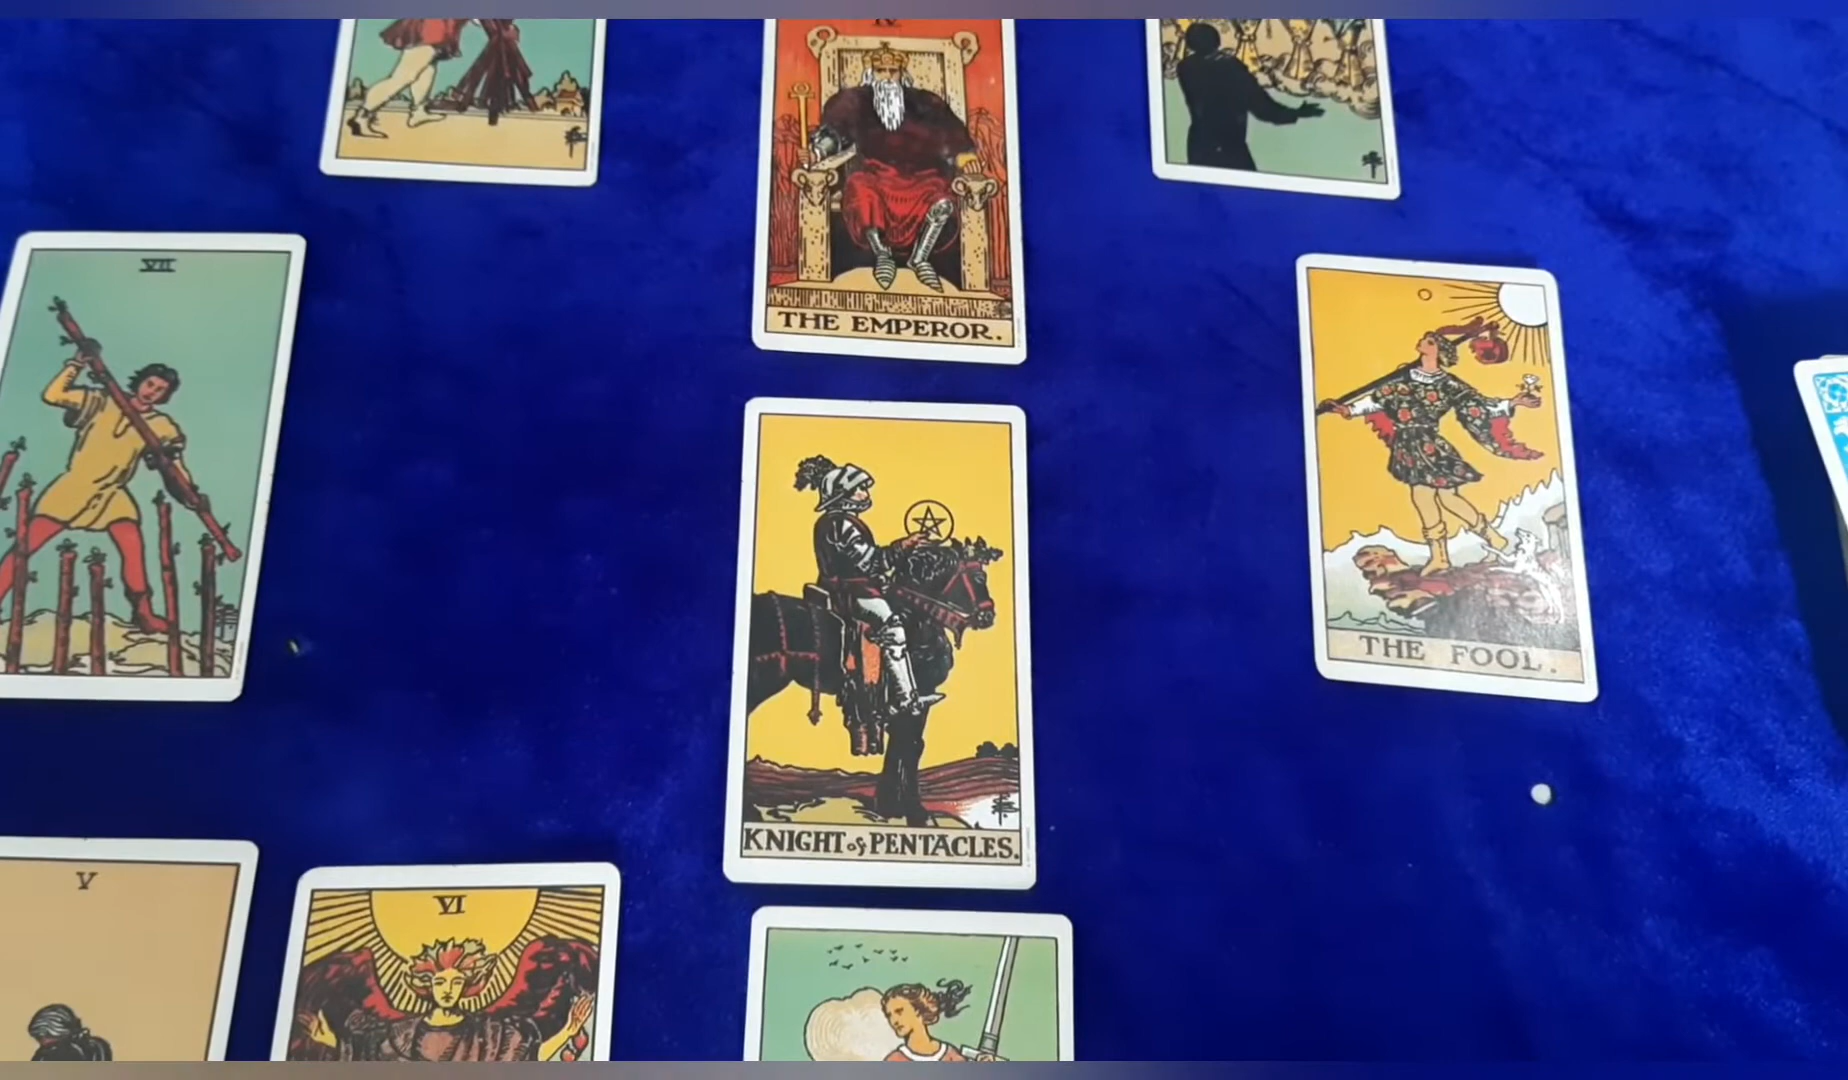 IV
VII
THE EMPEROR.
THE FOOL.
KNIGHT of PENTACLES.
V
VI